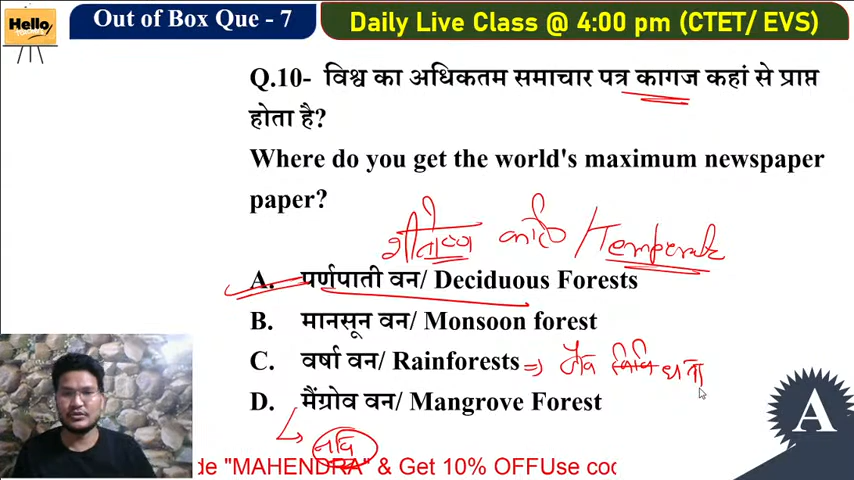 Hello
Out of Box Que - 7
Daily Live Class @ 4:00 pm (CTET/ EVS)
Q.10- विश्व का अधिकतम समाचार पत्र कागज कहां से प्राप्त
होता है?
Where do you get the world's maximum newspaper
paper?
शीतोष्ण / Temperate
A. पर्णपाती वन/ Deciduous Forests
B. मानसून वन/ Monsoon forest
C. वर्षा वन/ Rainforests => जैव विविधता
D. मैंग्रोव वन/ Mangrove Forest
A
de "MAHENDRA" & Get 10% OFFUse coc